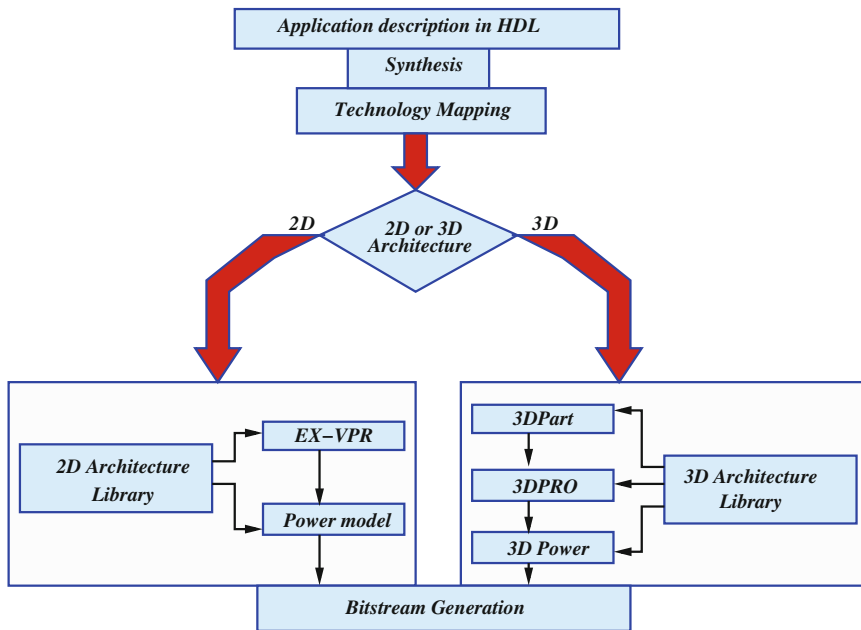 Application description in HDL
Synthesis
Technology Mapping
2D
2D or 3D
Architecture
3D
2D Architecture
Library
EX–VPR
Power model
3DPart
3DPRO
3D Power
3D Architecture
Library
Bitstream Generation